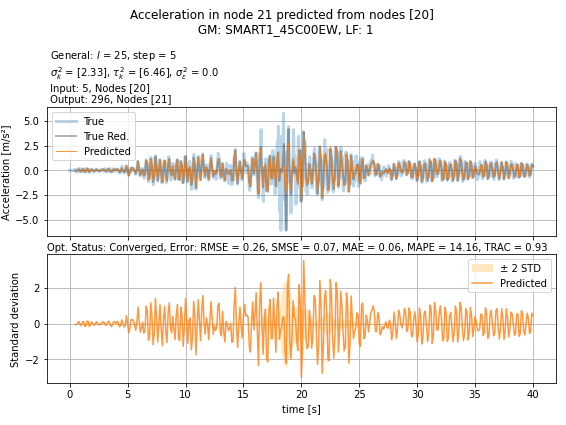 Acceleration in node 21 predicted from nodes [20]
GM: SMART1_45C00EW, LF: 1
General: l = 25, step = 5
σ²ₖ = [2.33], τ²ₖ = [6.46], σ²ε = 0.0
Input: 5, Nodes [20]
Output: 296, Nodes [21]
Acceleration [m/s²]
5.0
2.5
0.0
−2.5
−5.0
True
True Red.
Predicted
Opt. Status: Converged, Error: RMSE = 0.26, SMSE = 0.07, MAE = 0.06, MAPE = 14.16, TRAC = 0.93
Standard deviation
2
0
−2
± 2 STD
Predicted
0 5 10 15 20 25 30 35 40
time [s]